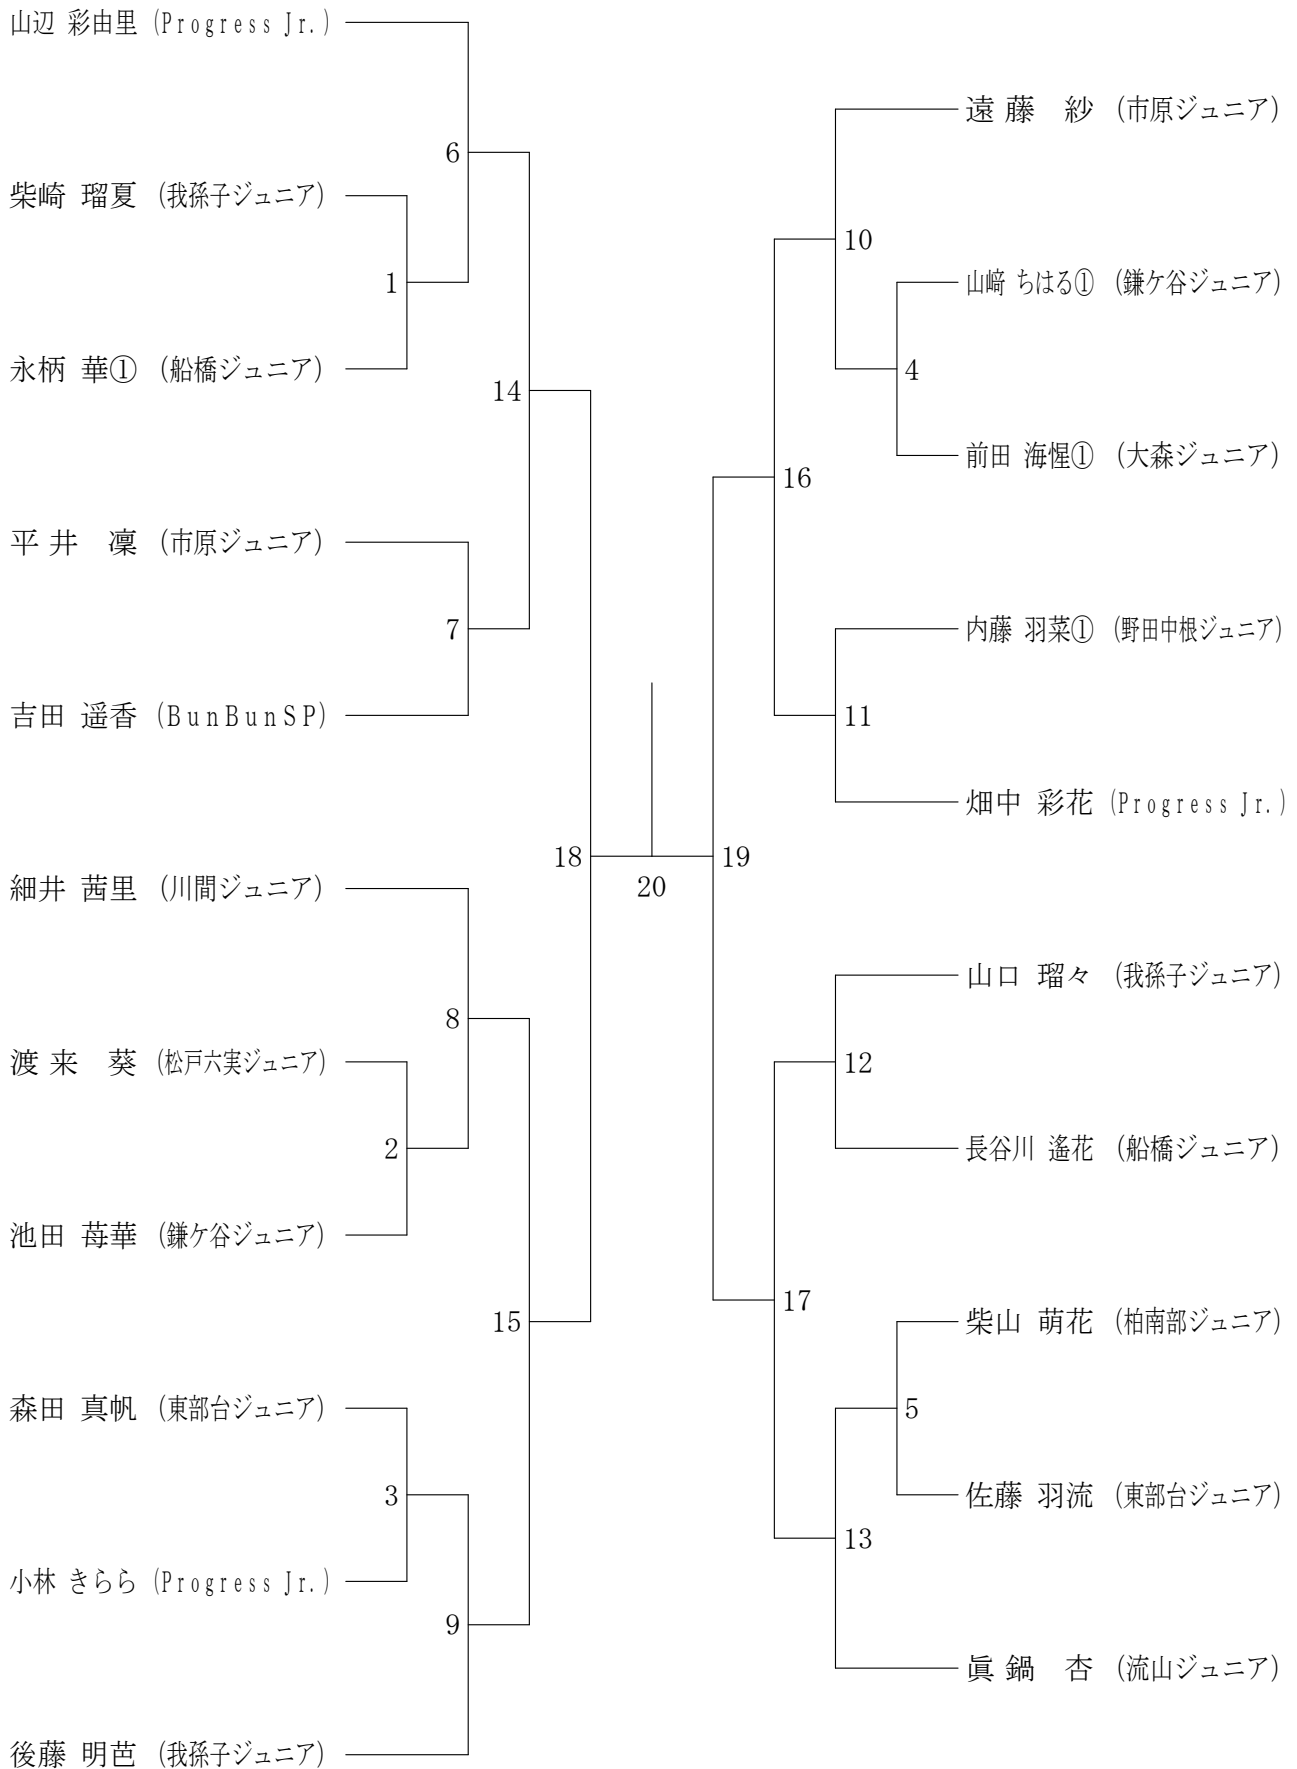 山辺 彩由里 (Progress Jr.)
6
柴崎 瑠夏 (我孫子ジュニア)
1
永柄 華① (船橋ジュニア)
14
平井 凜 (市原ジュニア)
7
吉田 遥香 (BunBunSP)
18
細井 茜里 (川間ジュニア)
8
渡来 葵 (松戸六実ジュニア)
2
池田 苺華 (鎌ケ谷ジュニア)
15
森田 真帆 (東部台ジュニア)
3
小林 きらら (Progress Jr.)
9
後藤 明芭 (我孫子ジュニア)
20
遠藤 紗 (市原ジュニア)
10
山﨑 ちはる① (鎌ケ谷ジュニア)
4
前田 海惺① (大森ジュニア)
16
内藤 羽菜① (野田中根ジュニア)
11
畑中 彩花 (Progress Jr.)
19
山口 瑠々 (我孫子ジュニア)
12
長谷川 遙花 (船橋ジュニア)
17
柴山 萌花 (柏南部ジュニア)
5
佐藤 羽流 (東部台ジュニア)
13
眞鍋 杏 (流山ジュニア)